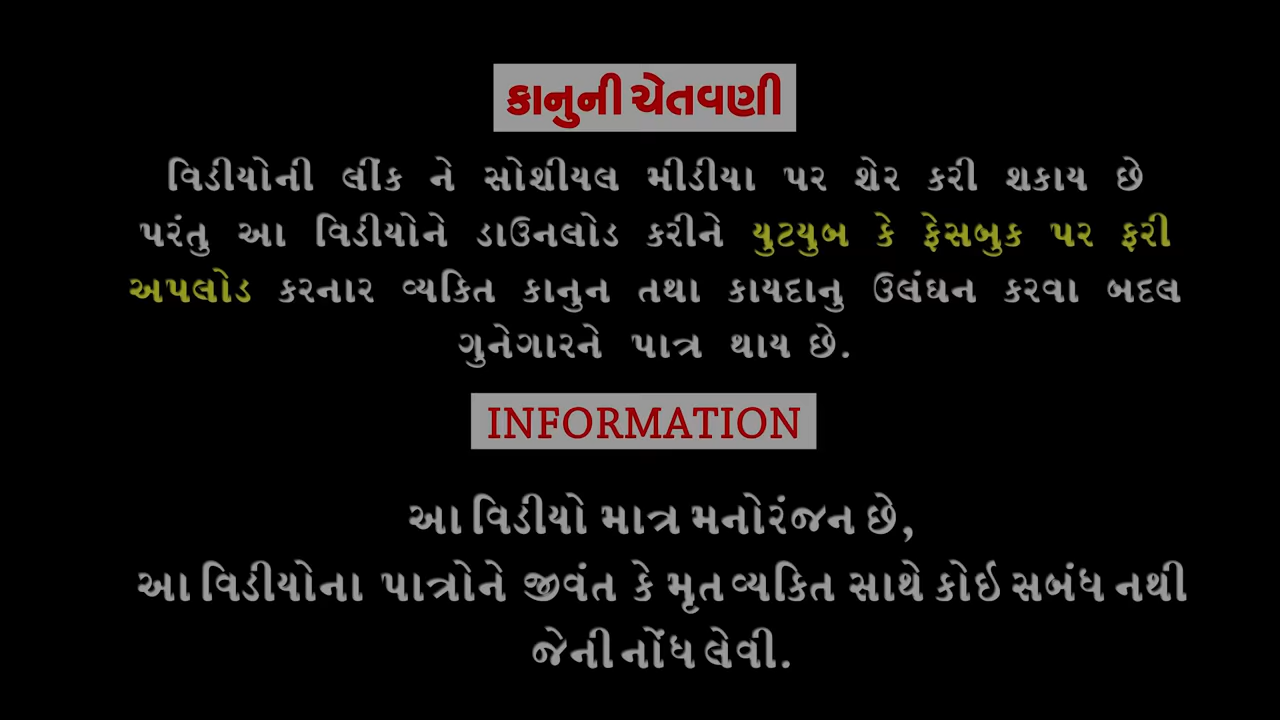 કાનુની ચેતવણી
વિડીયોની લીંક ને સોશીયલ મીડીયા પર શેર કરી શકાય છે
પરંતુ આ વિડીયોને ડાઉનલોડ કરીને યુટયુબ કે ફેસબુક પર ફરી
અપલોડ કરનાર વ્યકિત કાનુન તથા કાયદાનુ ઉલંઘન કરવા બદલ
ગુનેગારને પાત્ર થાય છે.
INFORMATION
આ વિડીયો માત્ર મનોરંજન છે,
આ વિડીયોના પાત્રોને જીવંત કે મૃત વ્યકિત સાથે કોઇ સબંધ નથી
જેની નોંધ લેવી.